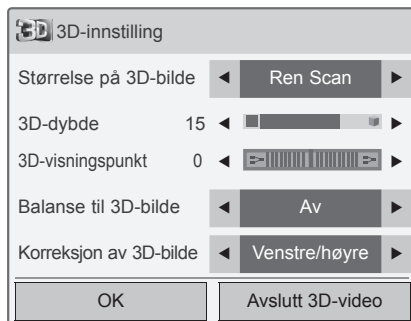 3D 3D-innstilling
Størrelse på 3D-bilde ◄ Ren Scan ►
3D-dybde 15 ◄ ►
3D-visningspunkt 0 ◄ ►
Balanse til 3D-bilde ◄ Av ►
Korreksjon av 3D-bilde ◄ Venstre/høyre ►
OK Avslutt 3D-video